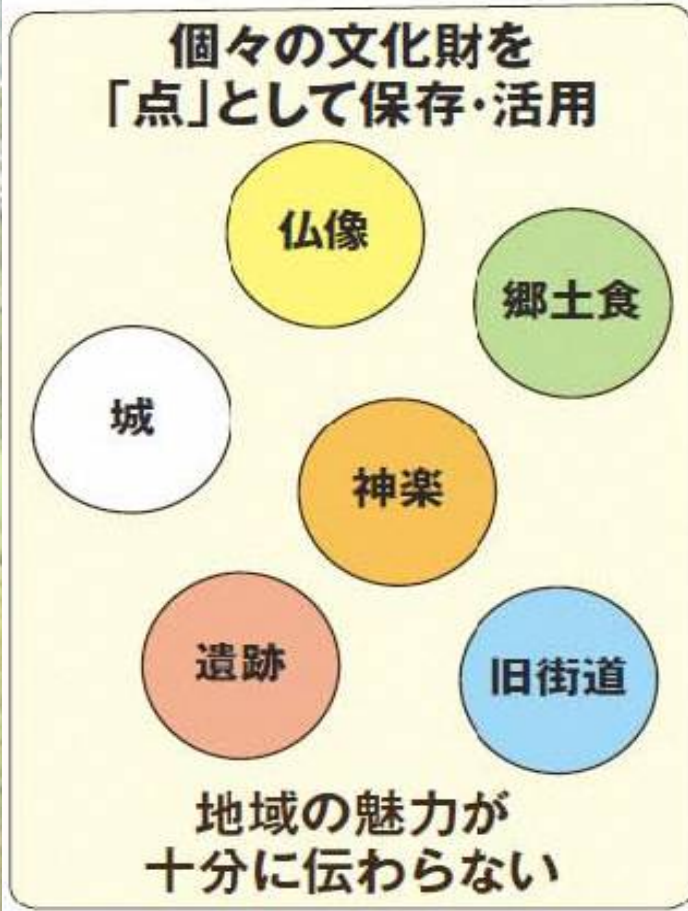 個々の文化財を
「点」として保存・活用
仏像
郷土食
城
神楽
遺跡
旧街道
地域の魅力が
十分に伝わらない